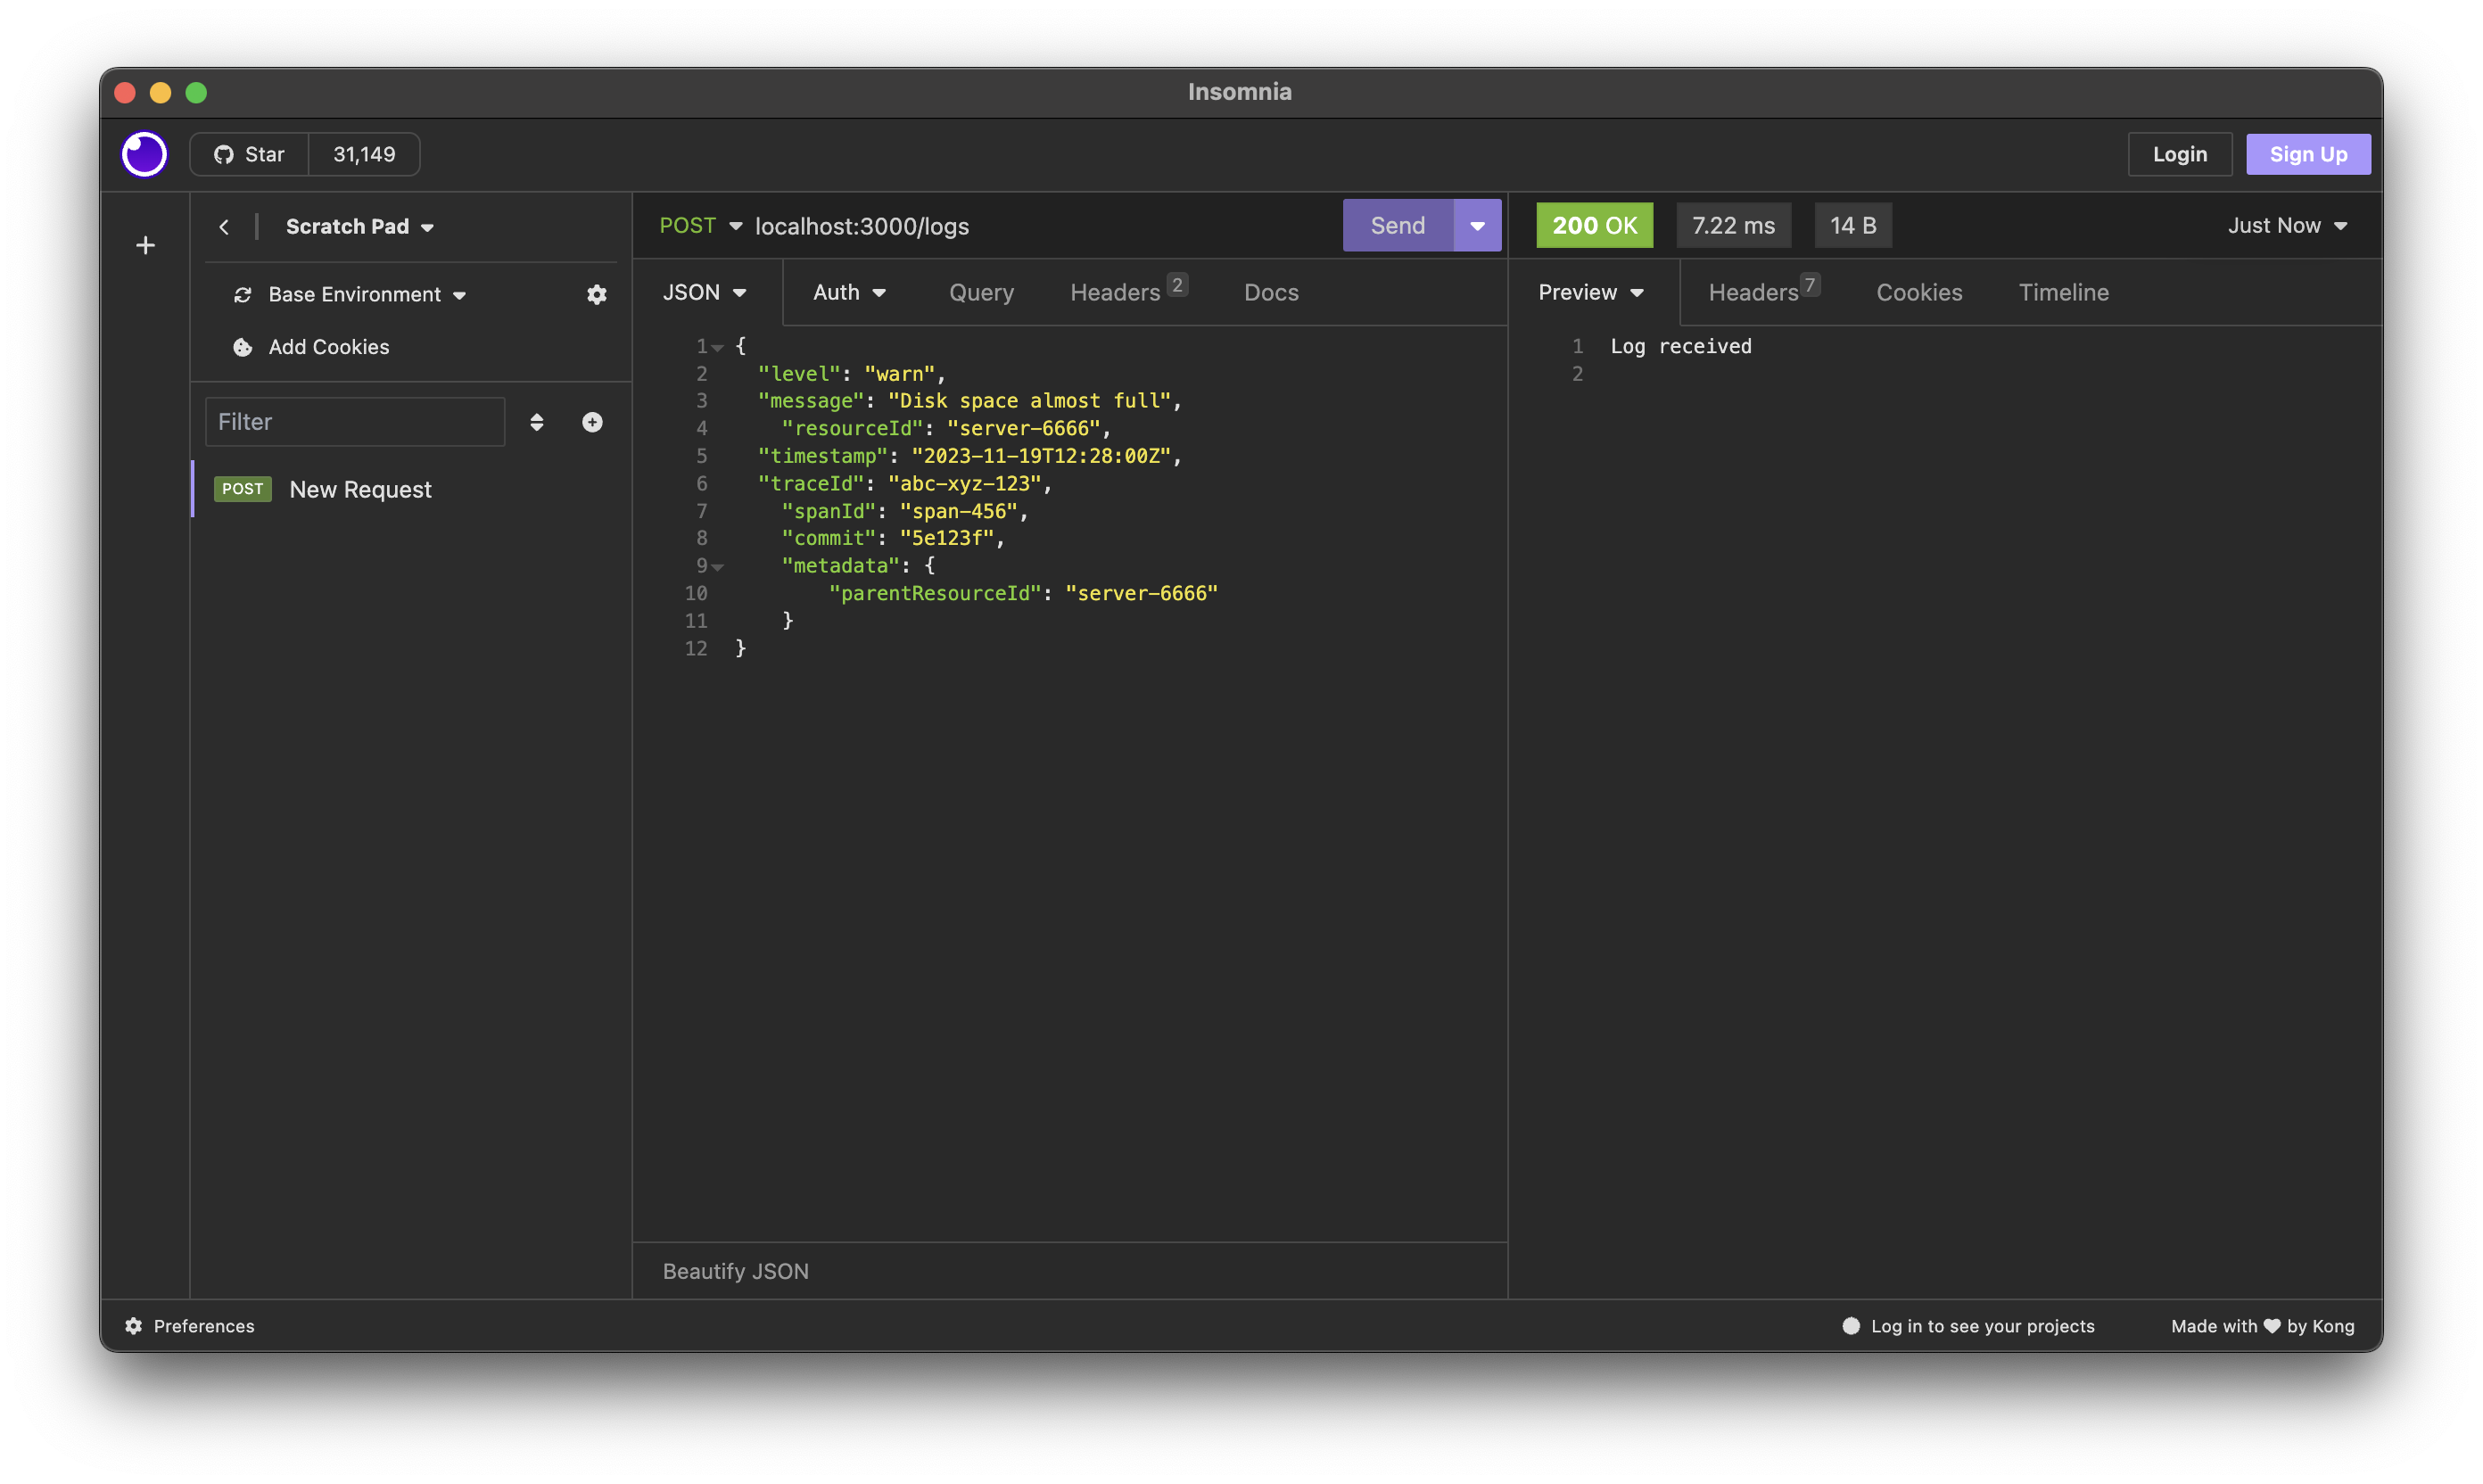 Insomnia
Star 31,149
Login Sign Up
Scratch Pad
Base Environment
Add Cookies
Filter
POST New Request
POST localhost:3000/logs Send
JSON Auth Query Headers 2 Docs
1 {
2 "level": "warn",
3 "message": "Disk space almost full",
4 "resourceId": "server-6666",
5 "timestamp": "2023-11-19T12:28:00Z",
6 "traceId": "abc-xyz-123",
7 "spanId": "span-456",
8 "commit": "5e123f",
9 "metadata": {
10 "parentResourceId": "server-6666"
11 }
12 }
Beautify JSON
200 OK 7.22 ms 14 B Just Now
Preview Headers 7 Cookies Timeline
1 Log received
2
Preferences
Log in to see your projects
Made with ♥ by Kong